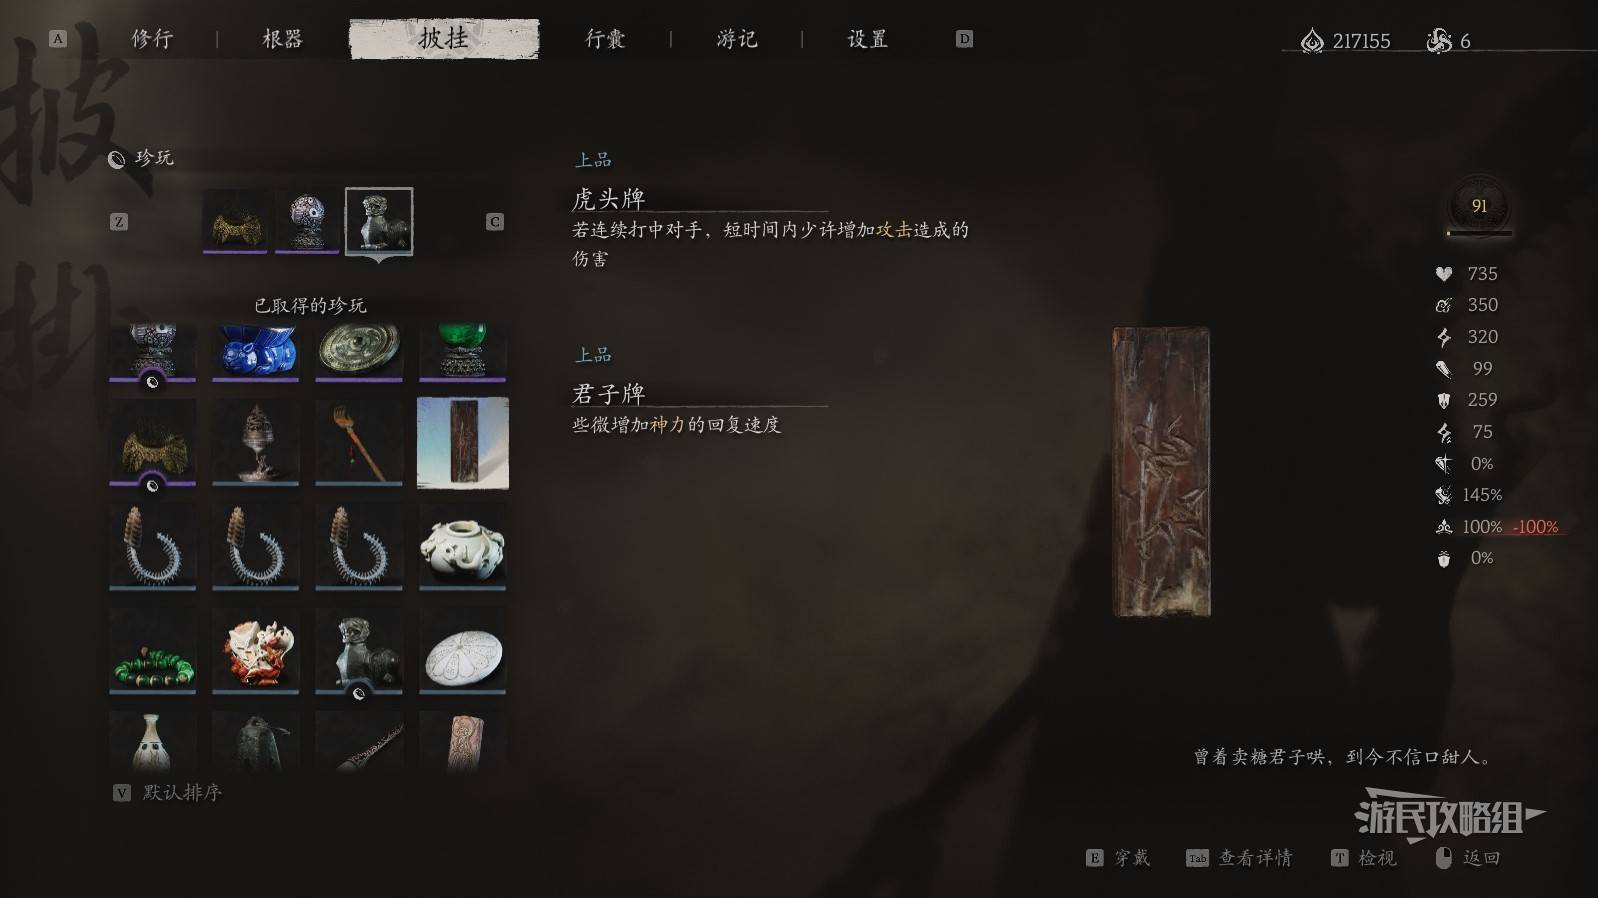 A 修行 | 根器 披挂 行囊 | 游记 | 设置 D
217155 6
披挂
珍玩
Z C
已取得的珍玩
V 默认排序
上品
虎头牌
若连续打中对手，短时间内少许增加攻击造成的
伤害
上品
君子牌
些微增加神力的回复速度
91
735
350
320
99
259
75
0%
145%
100% -100%
0%
曾着卖糖君子哄，到今不信口甜人。
游民攻略组
E 穿戴 Tab 查看详情 T 检视 返回